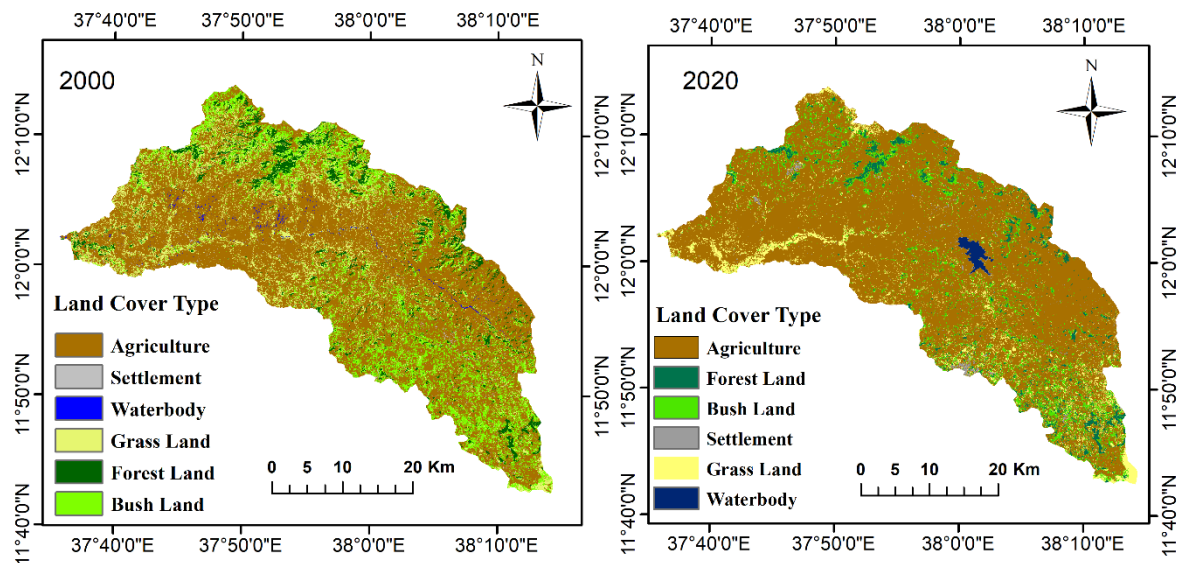 37°40'0"E 37°50'0"E 38°0'0"E 38°10'0"E
2000
N
12°10'0"N
12°0'0"N
11°50'0"N
11°40'0"N
12°10'0"N
12°0'0"N
11°50'0"N
Land Cover Type
Agriculture
Settlement
Waterbody
Grass Land
Forest Land
Bush Land
0 5 10 20 Km
37°40'0"E 37°50'0"E 38°0'0"E 38°10'0"E
37°40'0"E 37°50'0"E 38°0'0"E 38°10'0"E
2020
N
12°10'0"N
12°0'0"N
11°50'0"N
11°40'0"N
12°10'0"N
12°0'0"N
11°50'0"N
11°40'0"N
Land Cover Type
Agriculture
Forest Land
Bush Land
Settlement
Grass Land
Waterbody
0 5 10 20 Km
37°40'0"E 37°50'0"E 38°0'0"E 38°10'0"E